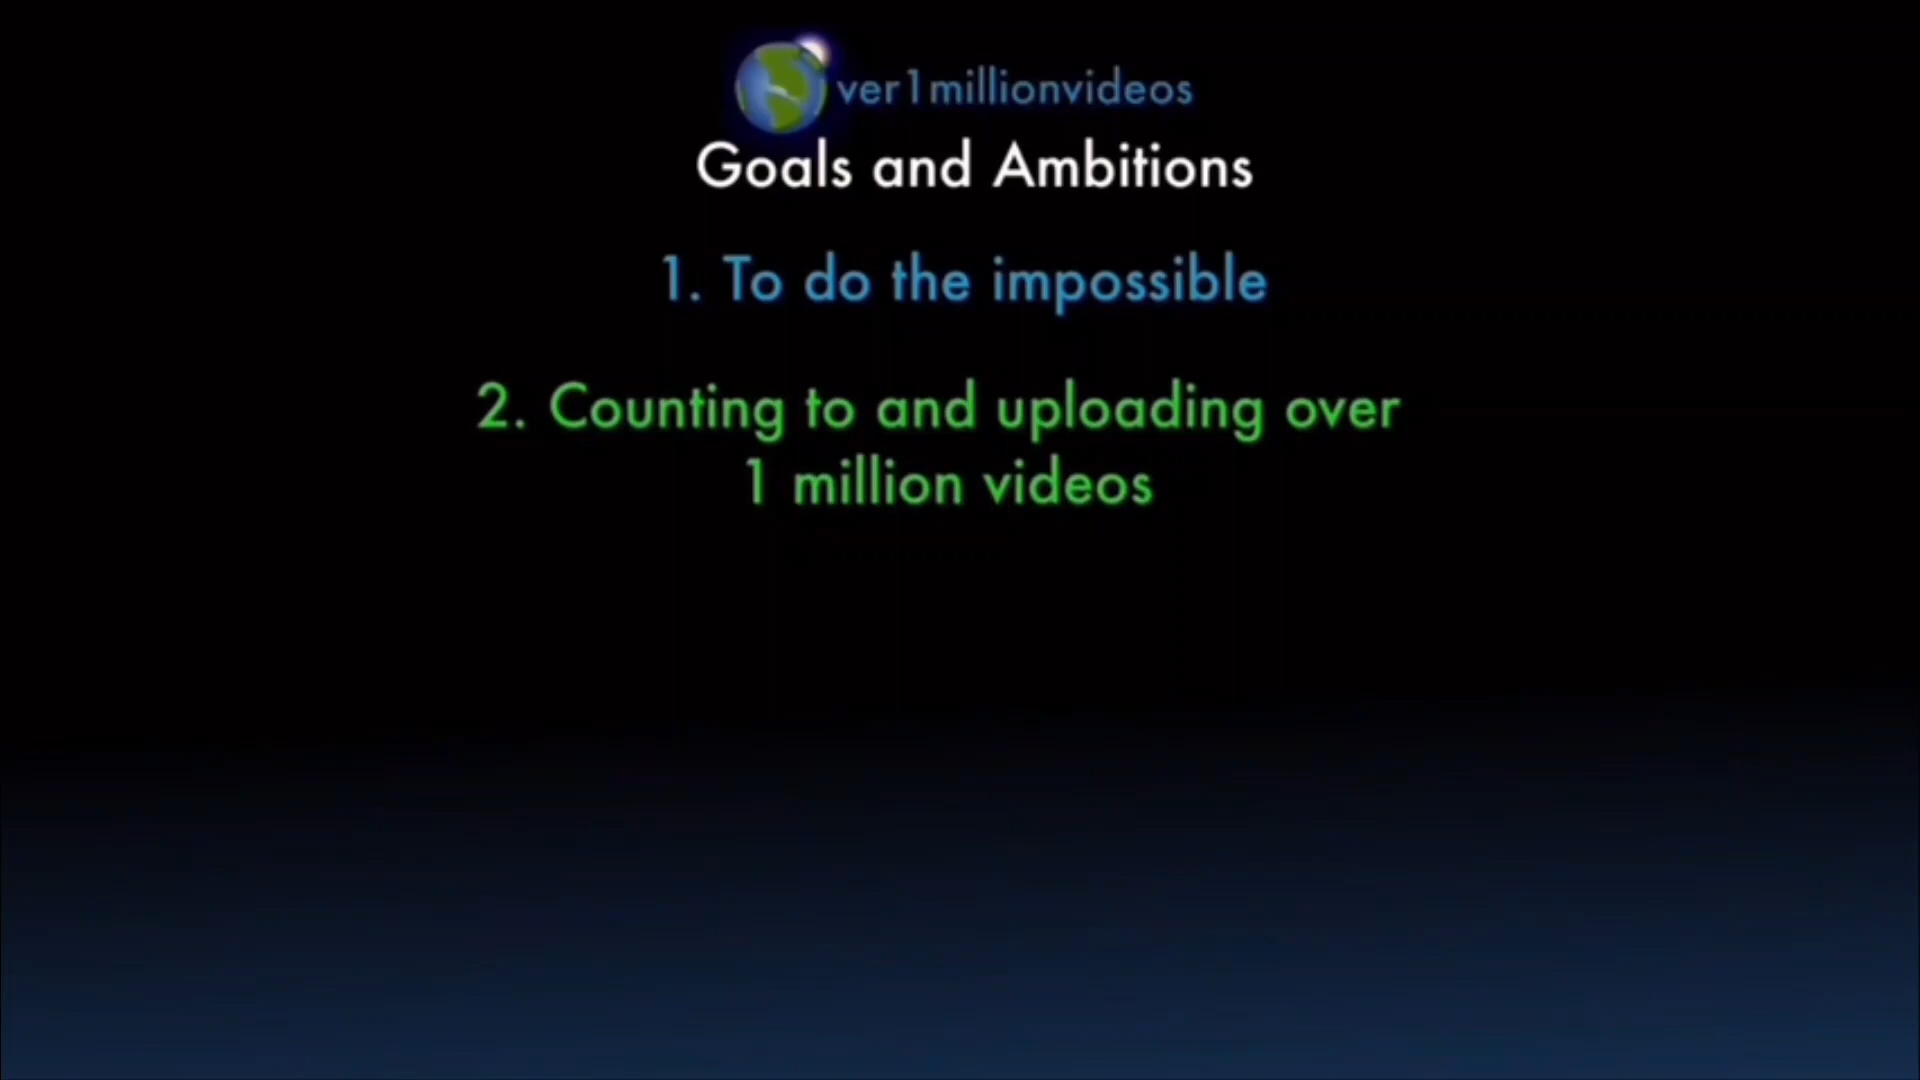 ver1millionvideos
Goals and Ambitions
1. To do the impossible
2. Counting to and uploading over
1 million videos